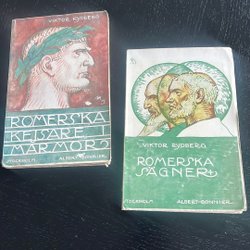 VIKTOR RYDBERG
ROMERSKA
KEJSARE I
MARMOR
STOCKHOLM ALBERT BONNIER
VIKTOR RYDBERG
ROMERSKA
SÄGNER
STOCKHOLM ALBERT BONNIER